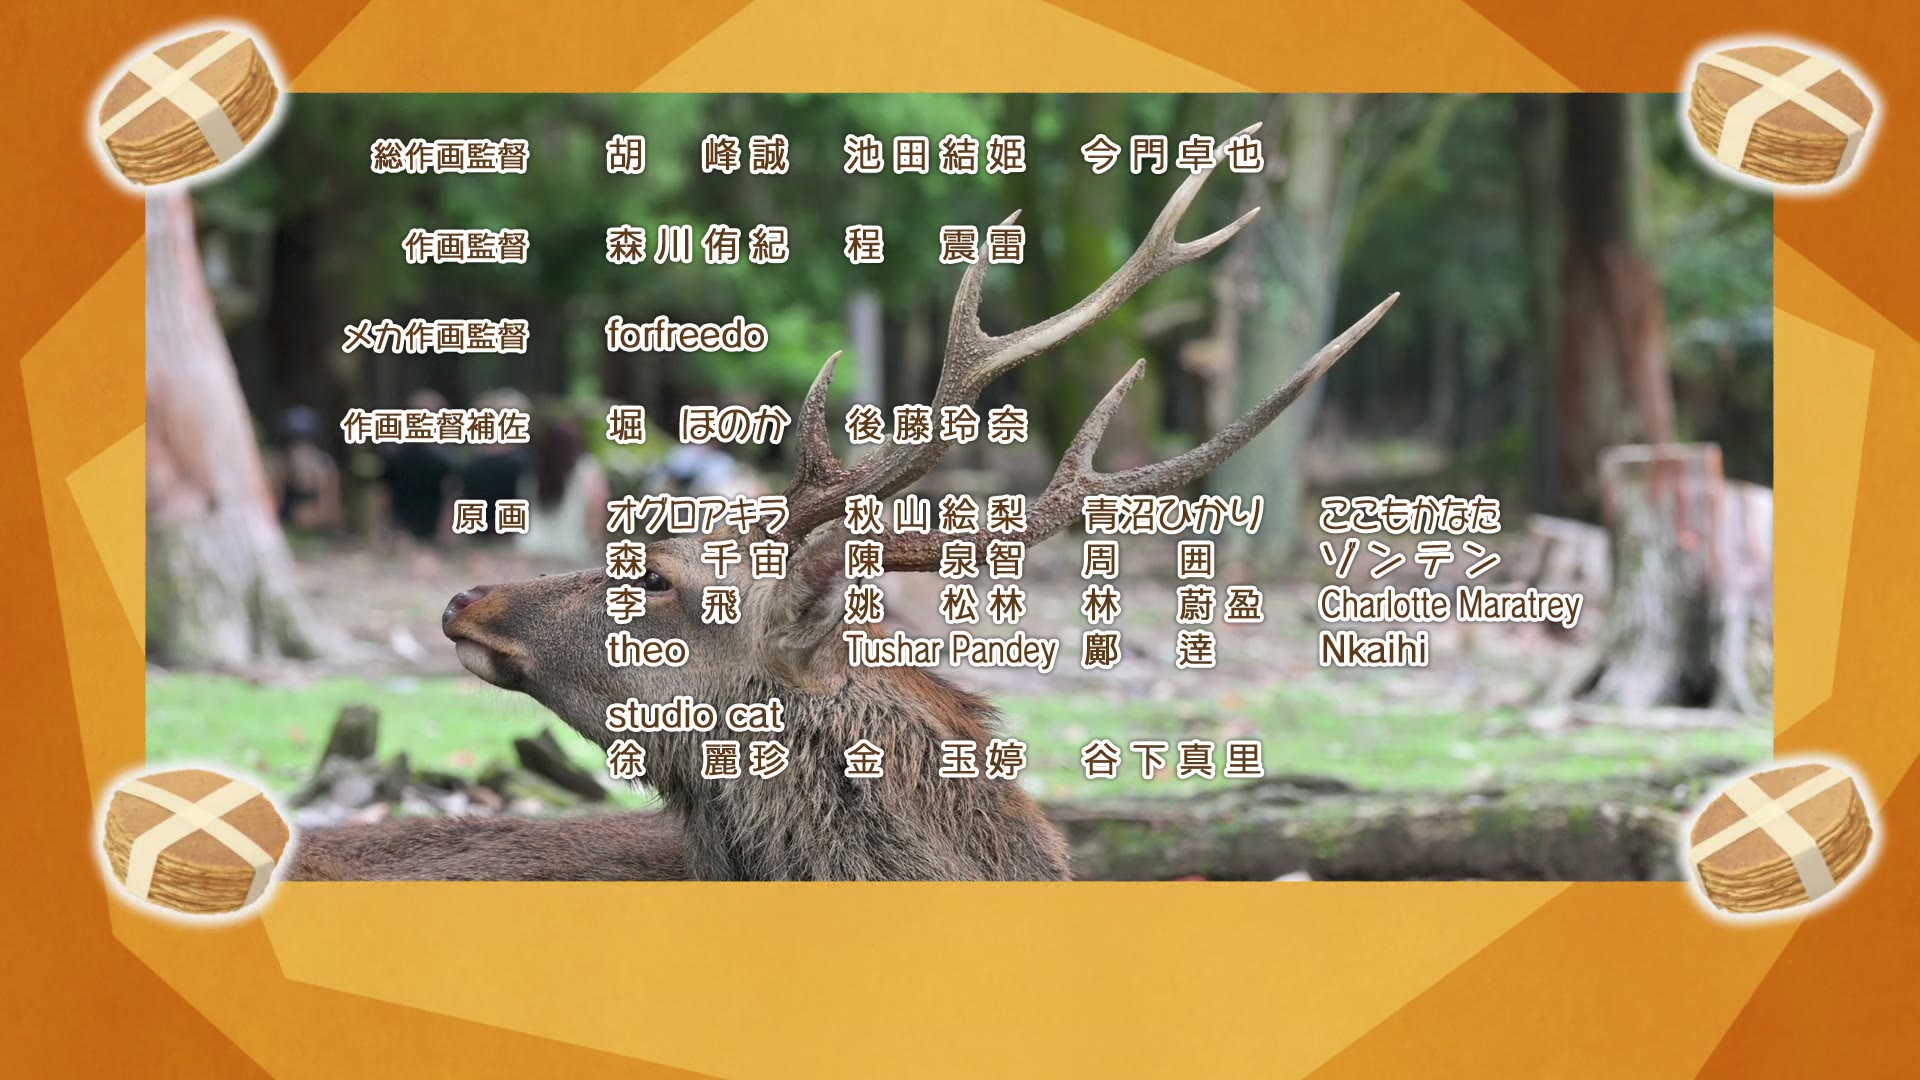 総作画監督 胡 峰誠 池田結姫 今門卓也
作画監督 森川侑紀 程 震雷
メカ作画監督 forfreedo
作画監督補佐 堀 ほのか 後藤玲奈
原画 オグロアキラ 秋山絵梨 青沼ひかり ここもかなた
森 千宙 陳 泉智 周 囲 ゾンテン
李 飛 姚 松林 林 蔚盈 Charlotte Maratrey
theo Tushar Pandey 鄺 達 Nkaihi
studio cat
徐 麗珍 金 玉婷 谷下真里